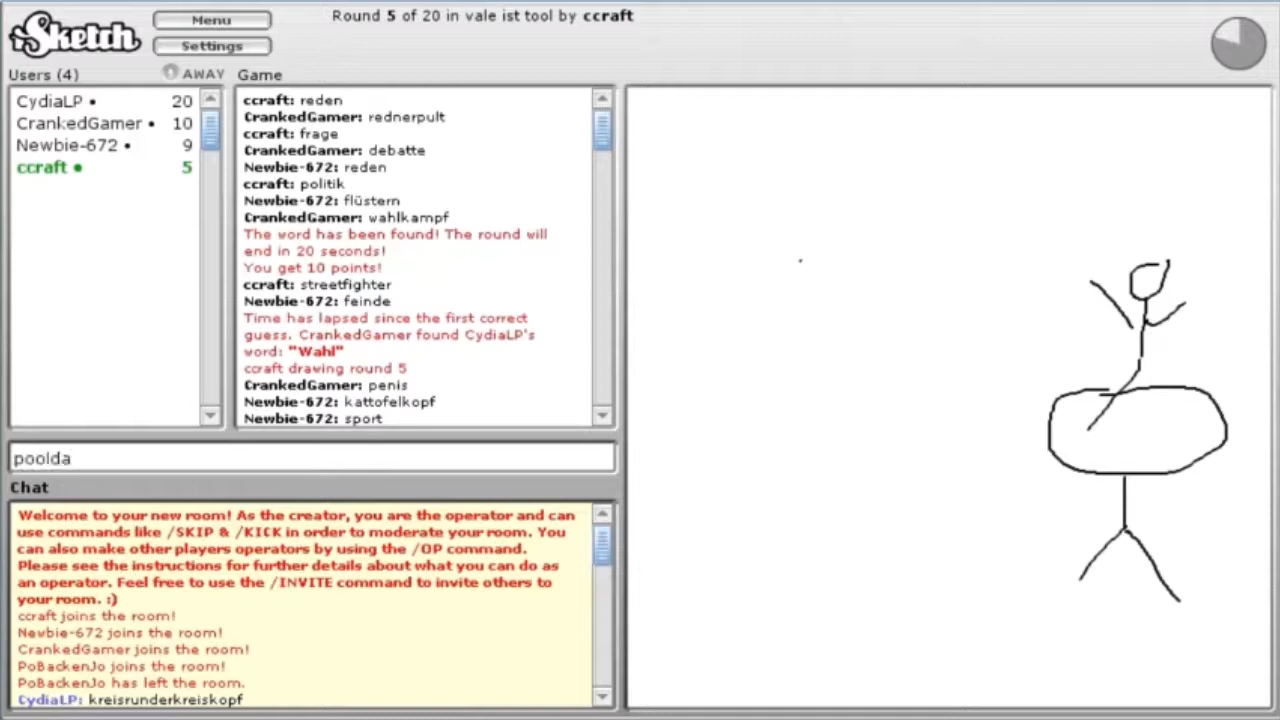 iSketch
Menu
Settings
Round 5 of 20 in vale ist tool by ccraft
Users (4)
AWAY
Game
CydiaLP • 20
CrankedGamer • 10
Newbie-672 • 9
ccraft • 5
ccraft: reden
CrankedGamer: rednerpult
ccraft: frage
CrankedGamer: debatte
Newbie-672: reden
ccraft: politik
Newbie-672: flüstern
CrankedGamer: wahlkampf
The word has been found! The round will
end in 20 seconds!
You get 10 points!
ccraft: streetfighter
Newbie-672: feinde
Time has lapsed since the first correct
guess. CrankedGamer found CydiaLP's
word: "Wahl"
ccraft drawing round 5
CrankedGamer: penis
Newbie-672: kattofelkopf
Newbie-672: sport
poolda
Chat
Welcome to your new room! As the creator, you are the operator and can
use commands like /SKIP & /KICK in order to moderate your room. You
can also make other players operators by using the /OP command.
Please see the instructions for further details about what you can do as
an operator. Feel free to use the /INVITE command to invite others to
your room. :)
ccraft joins the room!
Newbie-672 joins the room!
CrankedGamer joins the room!
PoBackenJo joins the room!
PoBackenJo has left the room.
CydiaLP: kreisrunderkreiskopf